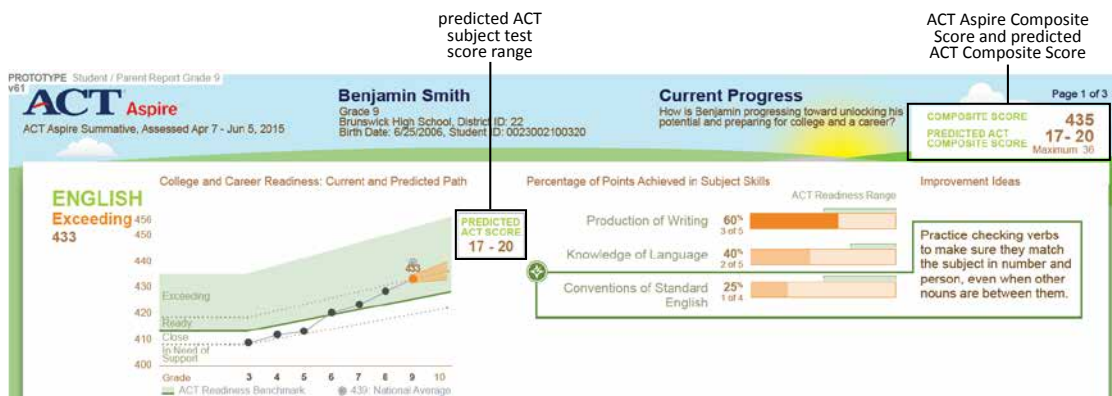 predicted ACT
subject test
score range
ACT Aspire Composite
Score and predicted
ACT Composite Score
PROTOTYPE Student / Parent Report Grade 9
v61
ACT Aspire
ACT Aspire Summative, Assessed Apr 7 - Jun 5, 2015
Benjamin Smith
Grade 9
Brunswick High School, District ID: 22
Birth Date: 6/25/2006, Student ID: 0023002100320
Current Progress
How is Benjamin progressing toward unlocking his
potential and preparing for college and a career?
Page 1 of 3
COMPOSITE SCORE 435
PREDICTED ACT
COMPOSITE SCORE 17- 20
Maximum 36
ENGLISH
Exceeding
433
College and Career Readiness: Current and Predicted Path
456
450
440
430
420
410
400
433
Exceeding
Ready
Close
In Need of
Support
Grade 3 4 5 6 7 8 9 10
ACT Readiness Benchmark 439: National Average
PREDICTED
ACT SCORE
17 - 20
Percentage of Points Achieved in Subject Skills
ACT Readiness Range
Production of Writing 60%
3 of 5
Knowledge of Language 40%
2 of 5
Conventions of Standard
English 25%
1 of 4
Improvement Ideas
Practice checking verbs
to make sure they match
the subject in number and
person, even when other
nouns are between them.